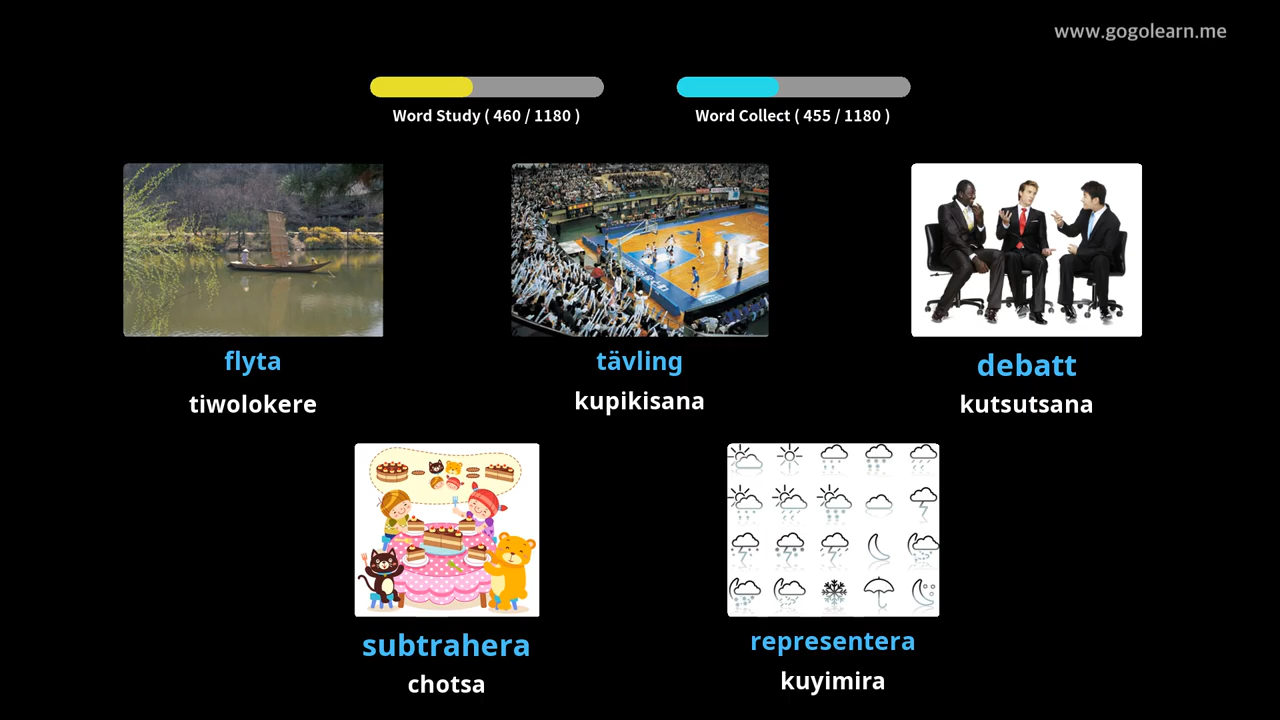 www.gogolearn.me
Word Study ( 460 / 1180 )
Word Collect ( 455 / 1180 )
flyta
tiwolokere
tävling
kupikisana
debatt
kutsutsana
subtrahera
chotsa
representera
kuyimira